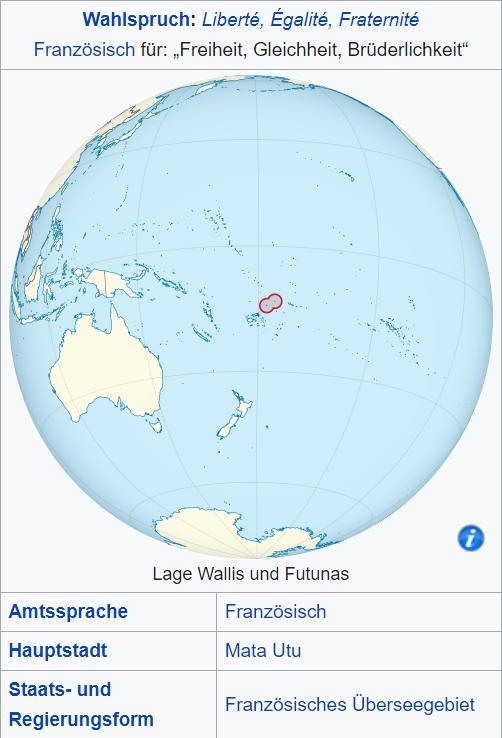 Wahlspruch: Liberté, Égalité, Fraternité
Französisch für: „Freiheit, Gleichheit, Brüderlichkeit“
i
Lage Wallis und Futunas
Amtssprache Französisch
Hauptstadt Mata Utu
Staats- und
Regierungsform Französisches Überseegebiet